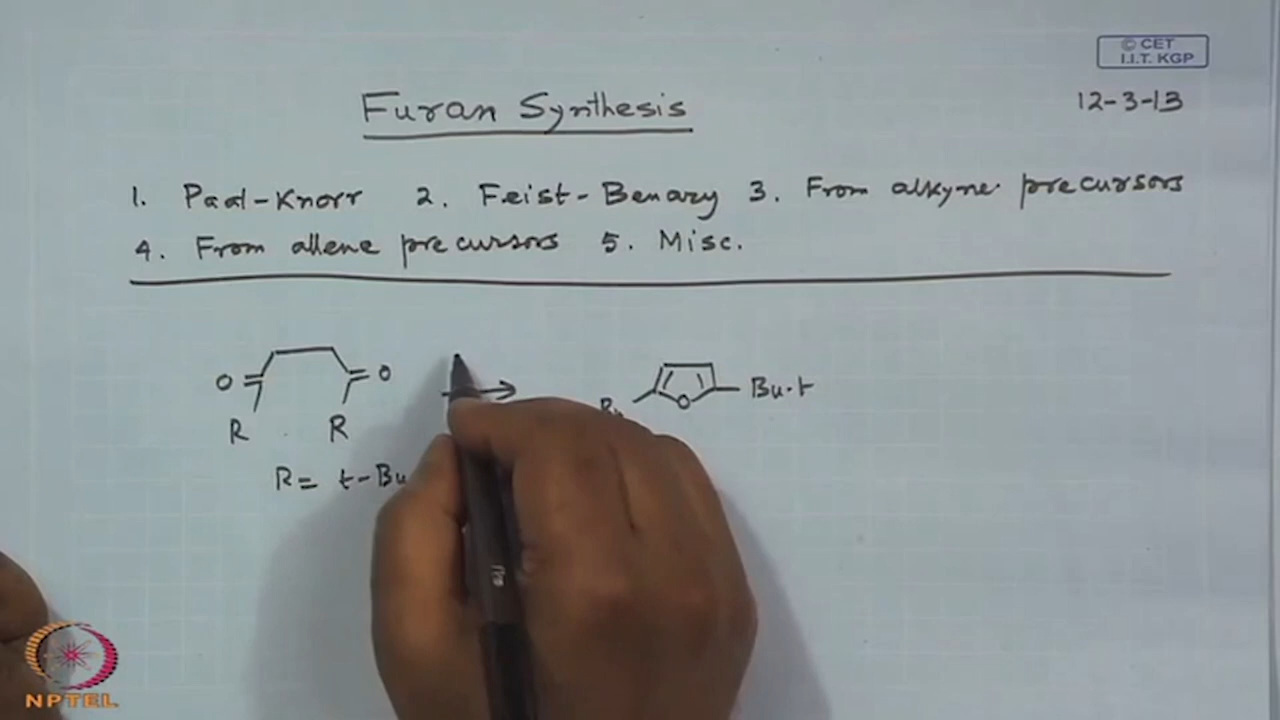 © CET
I.I.T. KGP
Furan Synthesis
12-3-13
1. Paal-Knorr 2. Feist-Benary 3. From alkyne precursors
4. From allene precursors 5. Misc.
O O
R R
R = t-Bu
O Bu-t
NPTEL